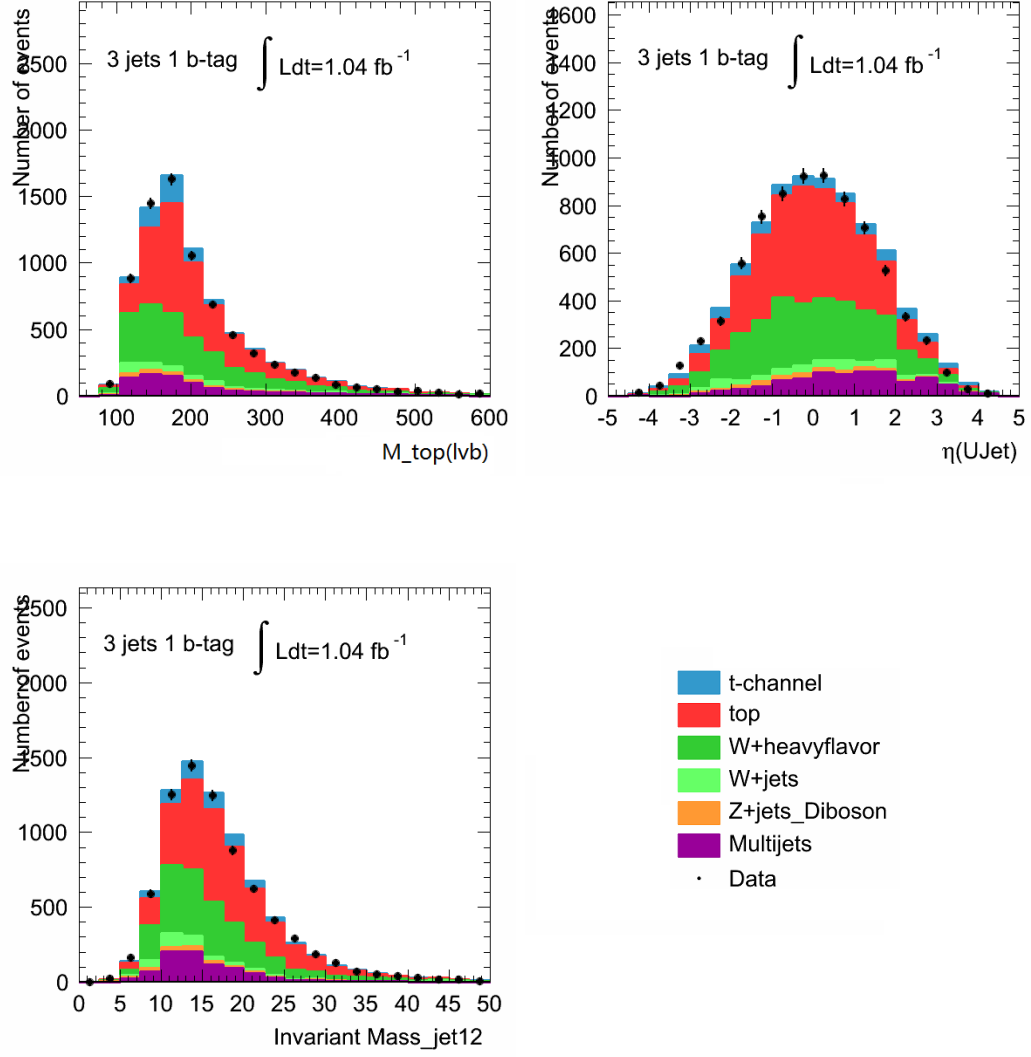 Number of events
3 jets 1 b-tag ∫ Ldt=1.04 fb⁻¹
2500
2000
1500
1000
500
0
100 200 300 400 500 600
M_top(lvb)
Number of events
3 jets 1 b-tag ∫ Ldt=1.04 fb⁻¹
1600
1400
1200
1000
800
600
400
200
0
-5 -4 -3 -2 -1 0 1 2 3 4 5
η(UJet)
Number of events
3 jets 1 b-tag ∫ Ldt=1.04 fb⁻¹
2500
2000
1500
1000
500
0
0 5 10 15 20 25 30 35 40 45 50
Invariant Mass_jet12
t-channel
top
W+heavyflavor
W+jets
Z+jets_Diboson
Multijets
Data